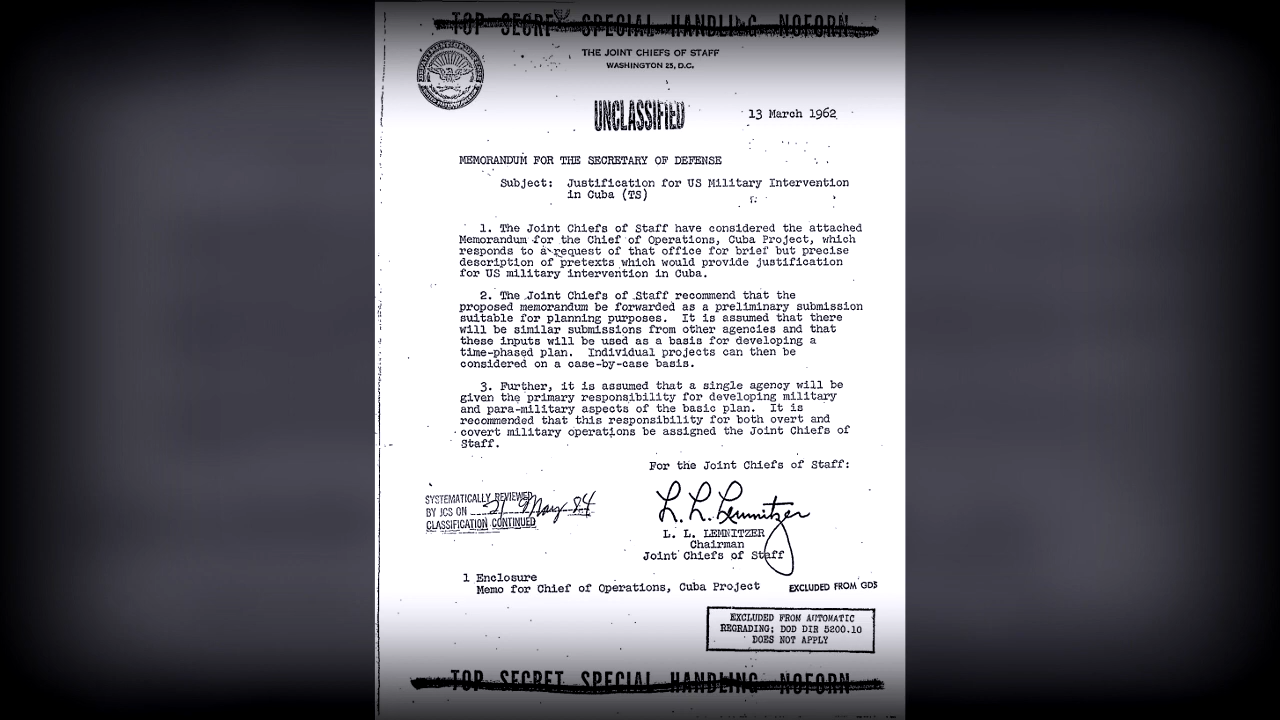 TOP SECRET SPECIAL HANDLING NOFORN
THE JOINT CHIEFS OF STAFF
WASHINGTON 25, D.C.
UNCLASSIFIED
13 March 1962
MEMORANDUM FOR THE SECRETARY OF DEFENSE
Subject: Justification for US Military Intervention
in Cuba (TS)
1. The Joint Chiefs of Staff have considered the attached
Memorandum for the Chief of Operations, Cuba Project, which
responds to a request of that office for brief but precise
description of pretexts which would provide justification
for US military intervention in Cuba.
2. The Joint Chiefs of Staff recommend that the
proposed memorandum be forwarded as a preliminary submission
suitable for planning purposes. It is assumed that there
will be similar submissions from other agencies and that
these inputs will be used as a basis for developing a
time-phased plan. Individual projects can then be
considered on a case-by-case basis.
3. Further, it is assumed that a single agency will be
given the primary responsibility for developing military
and para-military aspects of the basic plan. It is
recommended that this responsibility for both overt and
covert military operations be assigned the Joint Chiefs of
Staff.
For the Joint Chiefs of Staff:
SYSTEMATICALLY REVIEWED
BY JCS ON 21 May 84
CLASSIFICATION CONTINUED
L. L. Lemnitzer
L. L. LEMNITZER
Chairman
Joint Chiefs of Staff
1 Enclosure
Memo for Chief of Operations, Cuba Project
EXCLUDED FROM GDS
EXCLUDED FROM AUTOMATIC
REGRADING; DOD DIR 5200.10
DOES NOT APPLY
TOP SECRET SPECIAL HANDLING NOFORN